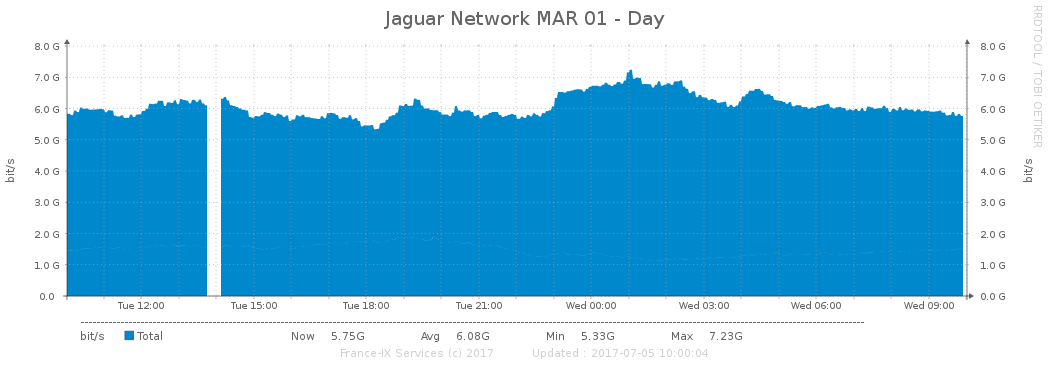 Jaguar Network MAR 01 - Day
RRDTOOL / TOBI OETIKER
8.0 G 8.0 G
7.0 G 7.0 G
6.0 G 6.0 G
5.0 G 5.0 G
4.0 G 4.0 G
3.0 G 3.0 G
2.0 G 2.0 G
1.0 G 1.0 G
0.0 0.0 G
bit/s
bit/s
Tue 12:00 Tue 15:00 Tue 18:00 Tue 21:00 Wed 00:00 Wed 03:00 Wed 06:00 Wed 09:00
bit/s Total Now 5.75G Avg 6.08G Min 5.33G Max 7.23G
France-IX Services (c) 2017 Updated : 2017-07-05 10:00:04